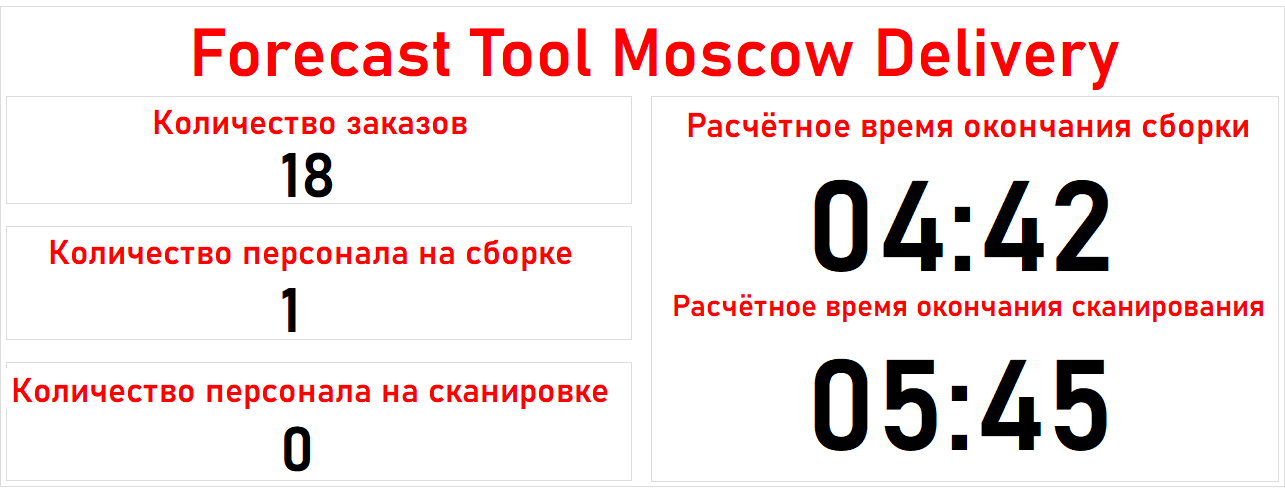 Forecast Tool Moscow Delivery
Количество заказов
18
Количество персонала на сборке
1
Количество персонала на сканировке
0
Расчётное время окончания сборки
04:42
Расчётное время окончания сканирования
05:45